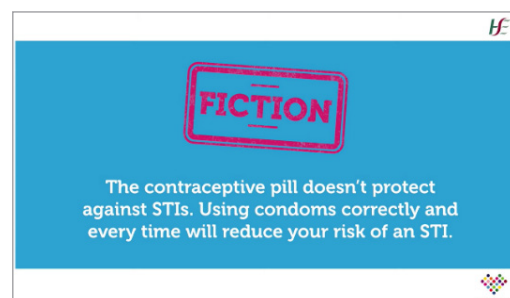 HE
FICTION
The contraceptive pill doesn't protect
against STIs. Using condoms correctly and
every time will reduce your risk of an STI.